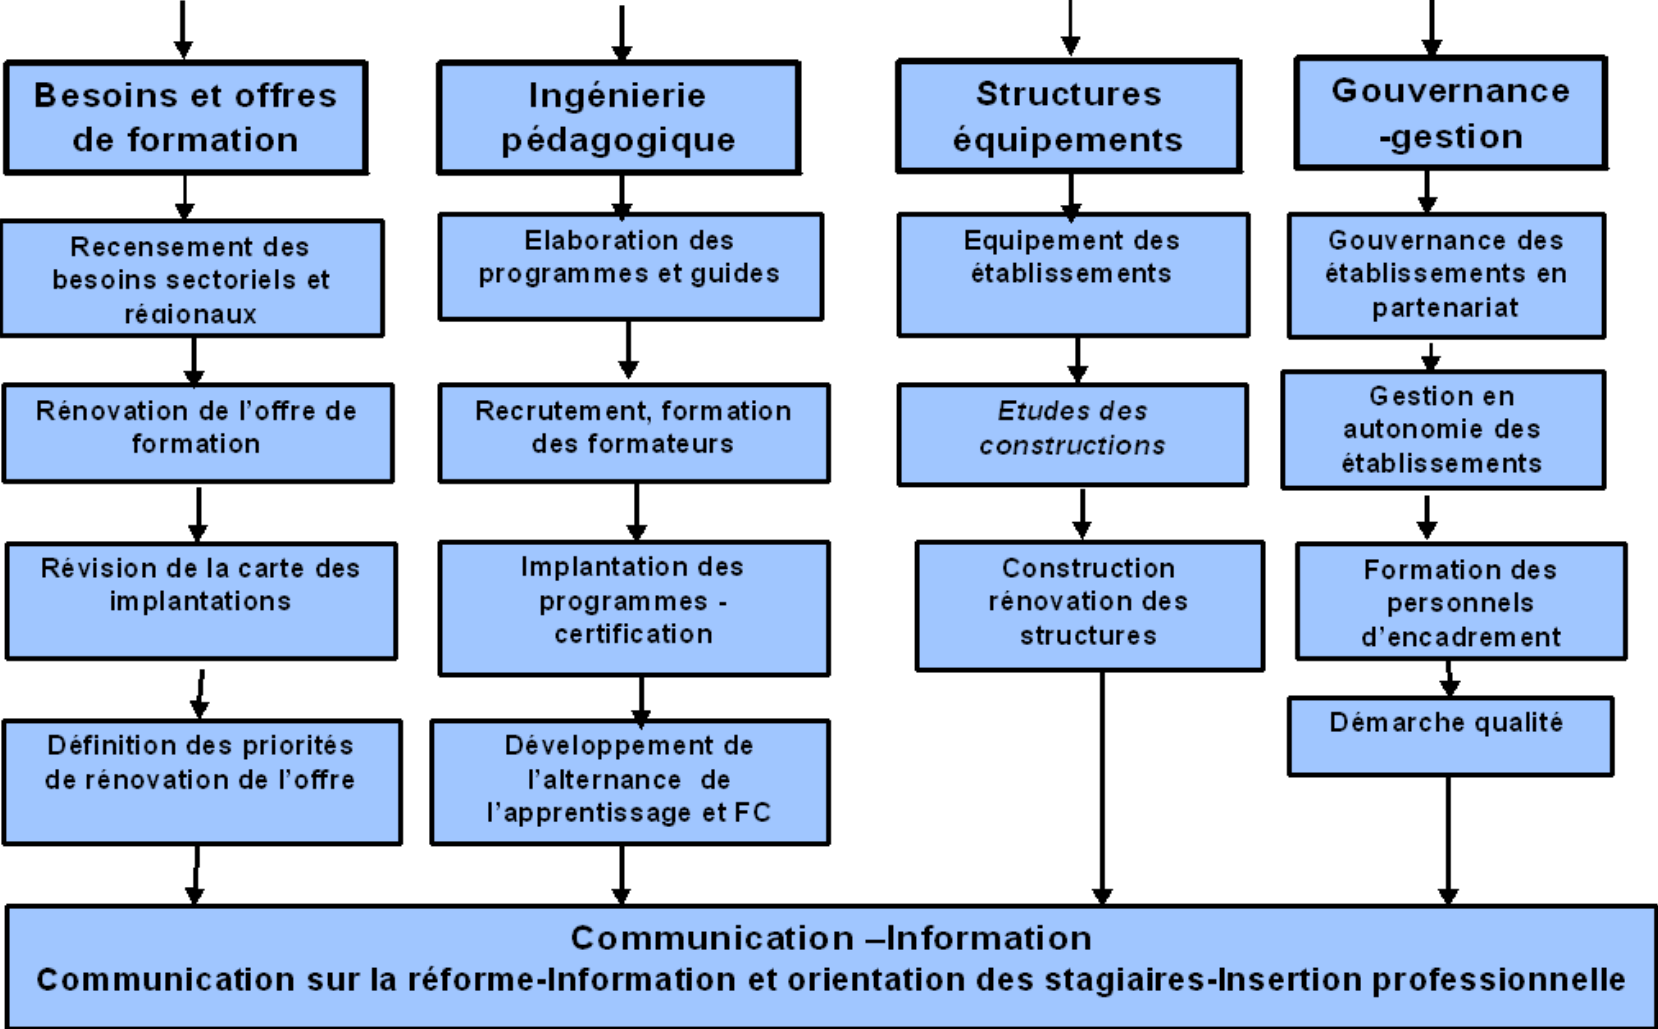 Besoins et offres
de formation
Recensement des
besoins sectoriels et
régionaux
Rénovation de l’offre de
formation
Révision de la carte des
implantations
Définition des priorités
de rénovation de l’offre
Ingénierie
pédagogique
Elaboration des
programmes et guides
Recrutement, formation
des formateurs
Implantation des
programmes -
certification
Développement de
l’alternance de
l’apprentissage et FC
Structures
équipements
Equipement des
établissements
Etudes des
constructions
Construction
rénovation des
structures
Gouvernance
-gestion
Gouvernance des
établissements en
partenariat
Gestion en
autonomie des
établissements
Formation des
personnels
d’encadrement
Démarche qualité
Communication –Information
Communication sur la réforme-Information et orientation des stagiaires-Insertion professionnelle